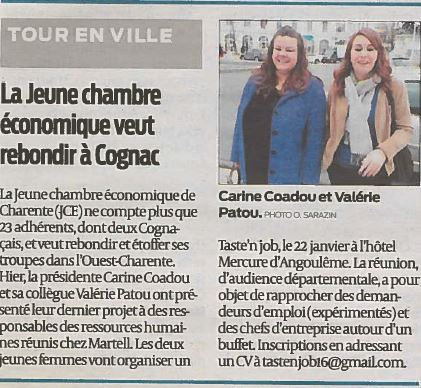 TOUR EN VILLE
La Jeune chambre
économique veut
rebondir à Cognac
La Jeune chambre économique de
Charente (JCE) ne compte plus que
23 adhérents, dont deux Cogna-
çais, et veut rebondir et étoffer ses
troupes dans l'Ouest-Charente.
Hier, la présidente Carine Coadou
et sa collègue Valérie Patou ont pré-
senté leur dernier projet à des res-
ponsables des ressources humai-
nes réunis chez Martell. Les deux
jeunes femmes vont organiser un
Carine Coadou et Valérie
Patou. PHOTO O. SARAZIN
Taste'n job, le 22 janvier à l'hôtel
Mercure d'Angoulême. La réunion,
d'audience départementale, a pour
objet de rapprocher des deman-
deurs d'emploi (expérimentés) et
des chefs d'entreprise autour d'un
buffet. Inscriptions en adressant
un CV à tastenjob16@gmail.com.